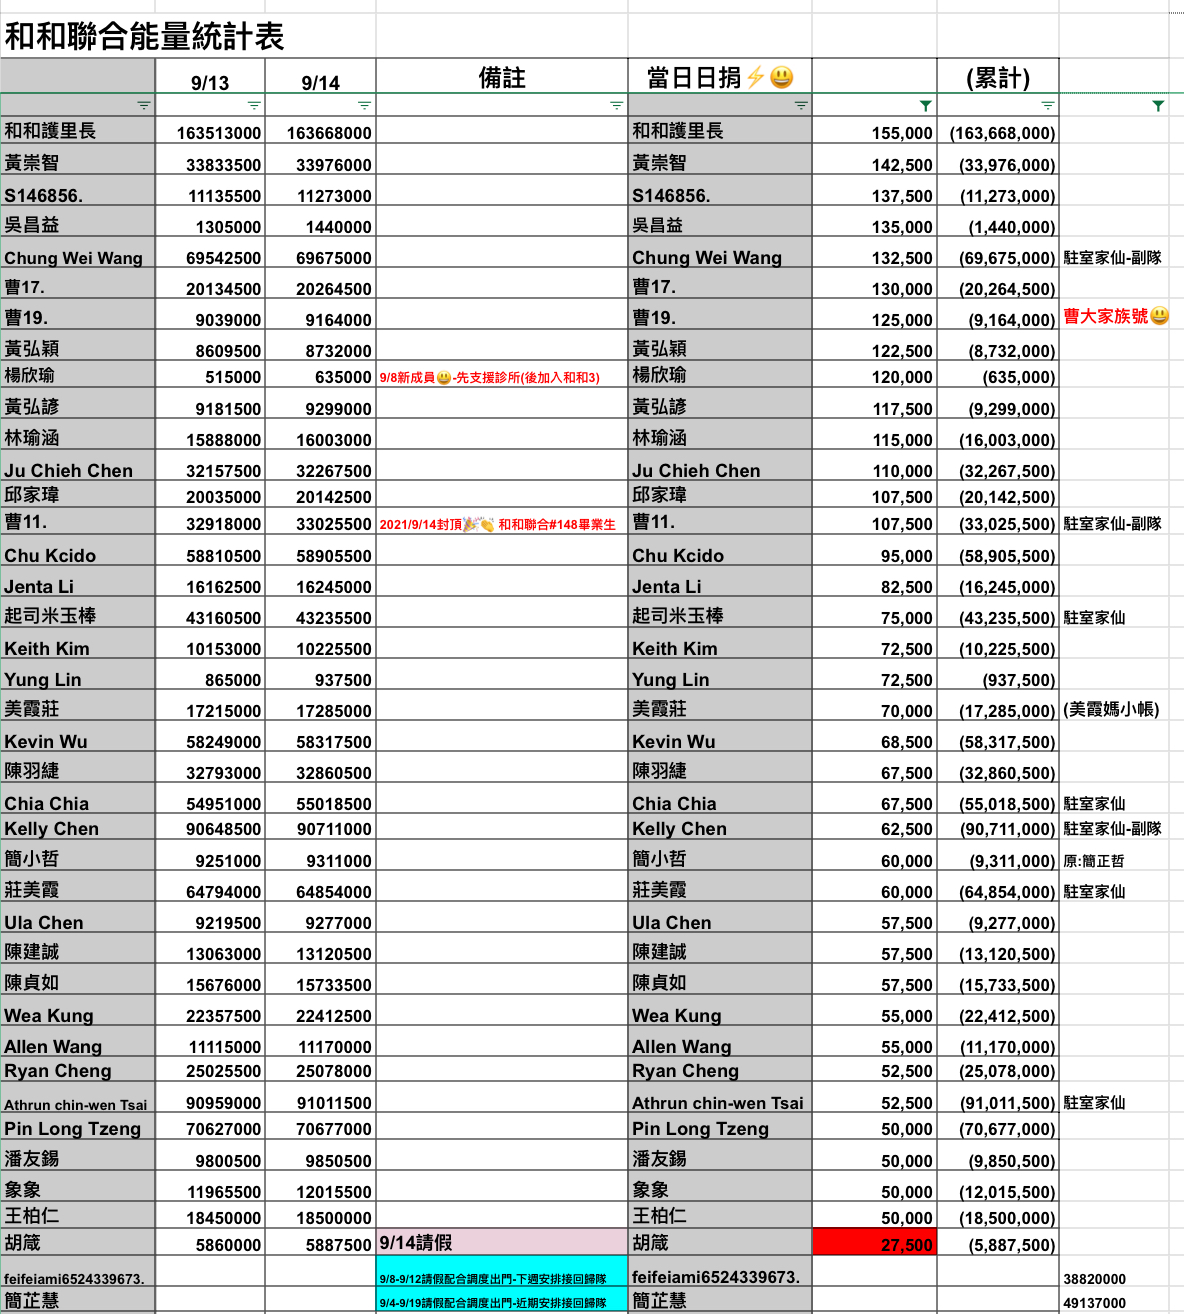 和和聯合能量統計表
9/13 9/14 備註 當日日捐⚡😃 (累計)
和和護里長 163513000 163668000 和和護里長 155,000 (163,668,000)
黃崇智 33833500 33976000 黃崇智 142,500 (33,976,000)
S146856. 11135500 11273000 S146856. 137,500 (11,273,000)
吳昌益 1305000 1440000 吳昌益 135,000 (1,440,000)
Chung Wei Wang 69542500 69675000 Chung Wei Wang 132,500 (69,675,000) 駐室家仙-副隊
曹17. 20134500 20264500 曹17. 130,000 (20,264,500)
曹19. 9039000 9164000 曹19. 125,000 (9,164,000) 曹大家族號😃
黃弘穎 8609500 8732000 黃弘穎 122,500 (8,732,000)
楊欣瑜 515000 635000 9/8新成員😃-先支援診所(後加入和和3) 楊欣瑜 120,000 (635,000)
黃弘諺 9181500 9299000 黃弘諺 117,500 (9,299,000)
林瑜涵 15888000 16003000 林瑜涵 115,000 (16,003,000)
Ju Chieh Chen 32157500 32267500 Ju Chieh Chen 110,000 (32,267,500)
邱家瑋 20035000 20142500 邱家瑋 107,500 (20,142,500)
曹11. 32918000 33025500 2021/9/14封頂🎉👏 和和聯合#148畢業生 曹11. 107,500 (33,025,500) 駐室家仙-副隊
Chu Kcido 58810500 58905500 Chu Kcido 95,000 (58,905,500)
Jenta Li 16162500 16245000 Jenta Li 82,500 (16,245,000)
起司米玉棒 43160500 43235500 起司米玉棒 75,000 (43,235,500) 駐室家仙
Keith Kim 10153000 10225500 Keith Kim 72,500 (10,225,500)
Yung Lin 865000 937500 Yung Lin 72,500 (937,500)
美霞莊 17215000 17285000 美霞莊 70,000 (17,285,000) (美霞媽小帳)
Kevin Wu 58249000 58317500 Kevin Wu 68,500 (58,317,500)
陳羽緁 32793000 32860500 陳羽緁 67,500 (32,860,500)
Chia Chia 54951000 55018500 Chia Chia 67,500 (55,018,500) 駐室家仙
Kelly Chen 90648500 90711000 Kelly Chen 62,500 (90,711,000) 駐室家仙-副隊
簡小哲 9251000 9311000 簡小哲 60,000 (9,311,000) 原:簡正哲
莊美霞 64794000 64854000 莊美霞 60,000 (64,854,000) 駐室家仙
Ula Chen 9219500 9277000 Ula Chen 57,500 (9,277,000)
陳建誠 13063000 13120500 陳建誠 57,500 (13,120,500)
陳貞如 15676000 15733500 陳貞如 57,500 (15,733,500)
Wea Kung 22357500 22412500 Wea Kung 55,000 (22,412,500)
Allen Wang 11115000 11170000 Allen Wang 55,000 (11,170,000)
Ryan Cheng 25025500 25078000 Ryan Cheng 52,500 (25,078,000)
Athrun chin-wen Tsai 90959000 91011500 Athrun chin-wen Tsai 52,500 (91,011,500) 駐室家仙
Pin Long Tzeng 70627000 70677000 Pin Long Tzeng 50,000 (70,677,000)
潘友錫 9800500 9850500 潘友錫 50,000 (9,850,500)
象象 11965500 12015500 象象 50,000 (12,015,500)
王柏仁 18450000 18500000 王柏仁 50,000 (18,500,000)
胡箴 5860000 5887500 9/14請假 胡箴 27,500 (5,887,500)
feifeiami6524339673. 9/8-9/12請假配合調度出門-下週安排接回歸隊 feifeiami6524339673. 38820000
簡芷慧 9/4-9/19請假配合調度出門-近期安排接回歸隊 簡芷慧 49137000